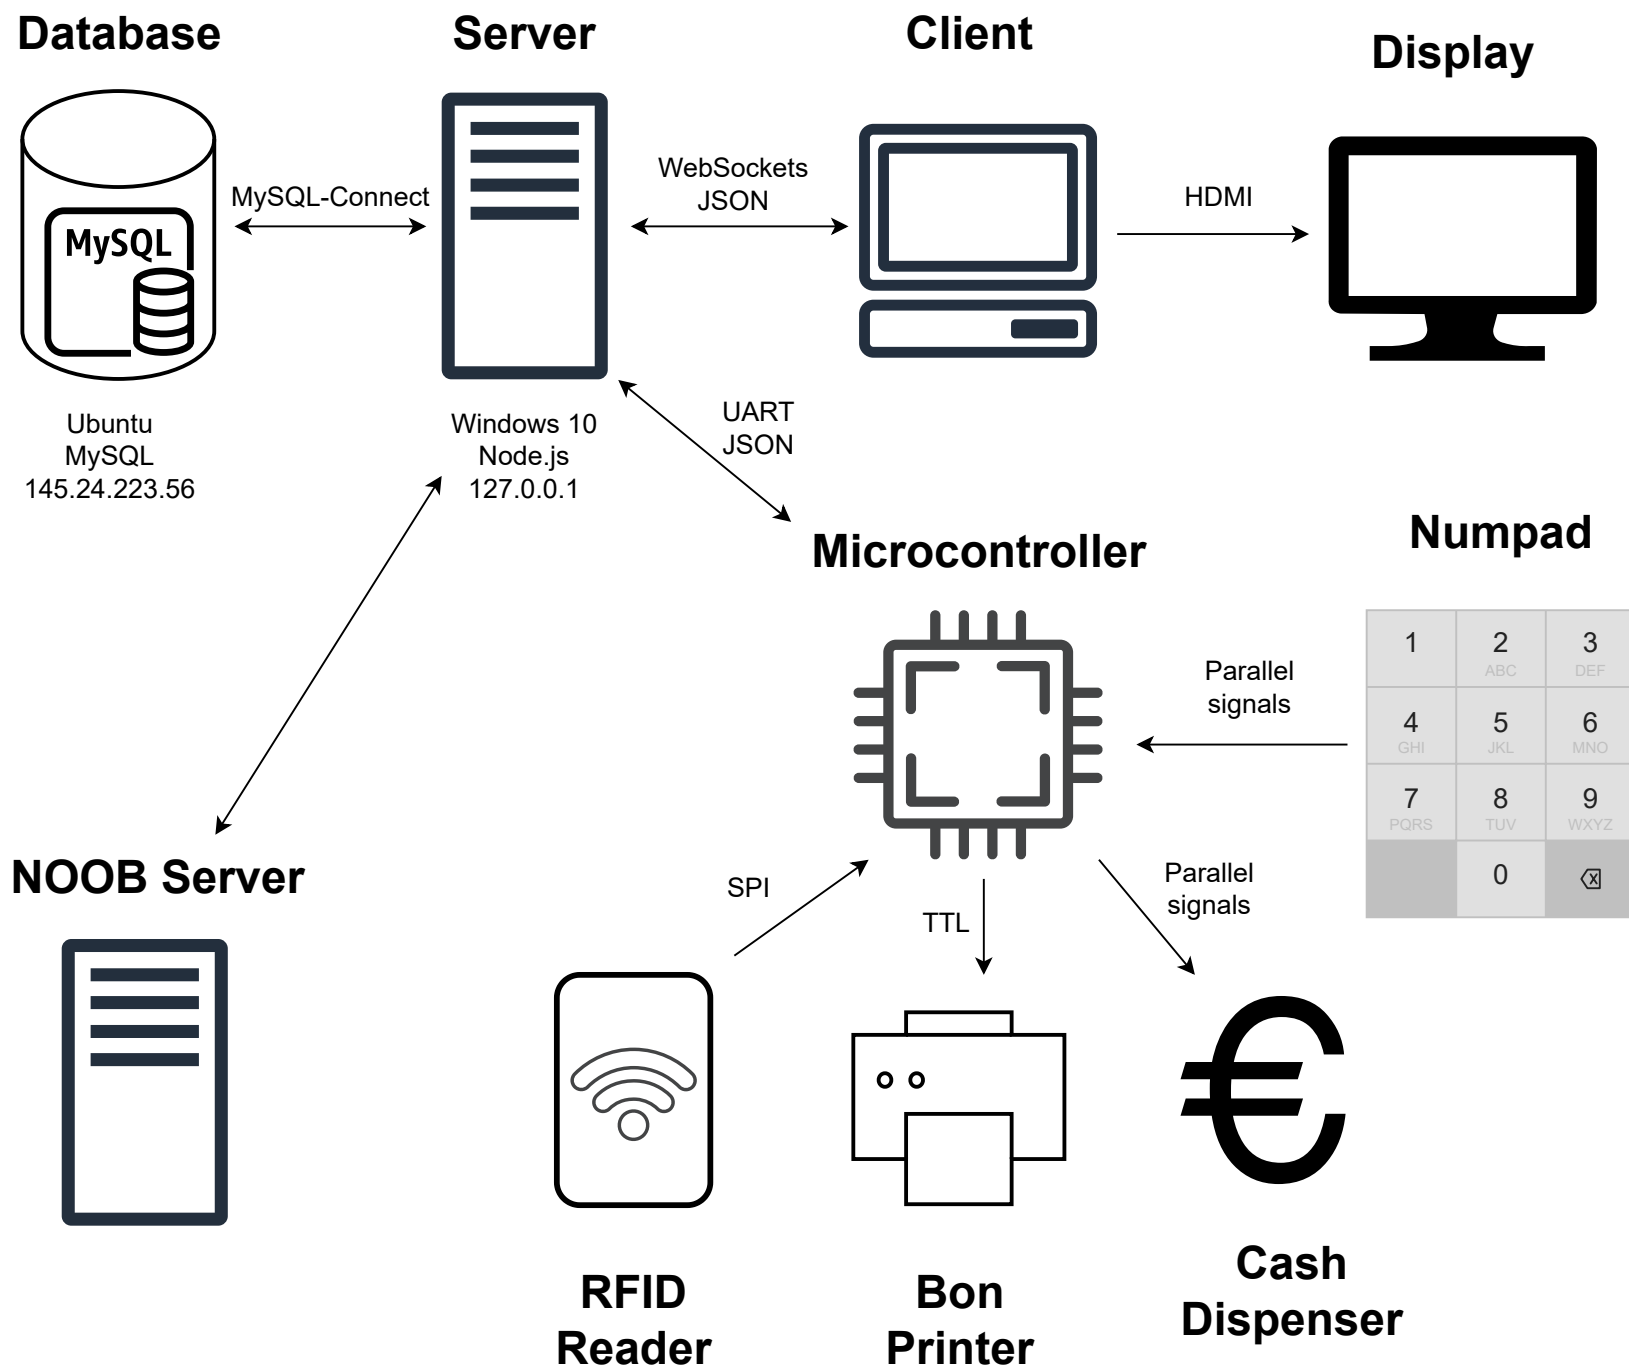 Database
Server
Client
Display
MySQL-Connect
WebSockets
JSON
HDMI
MySQL
Ubuntu
MySQL
145.24.223.56
Windows 10
Node.js
127.0.0.1
UART
JSON
Microcontroller
Numpad
Parallel
signals
1
2
ABC
3
DEF
4
GHI
5
JKL
6
MNO
7
PQRS
8
TUV
9
WXYZ
0
X
NOOB Server
SPI
TTL
Parallel
signals
RFID
Reader
Bon
Printer
€
Cash
Dispenser